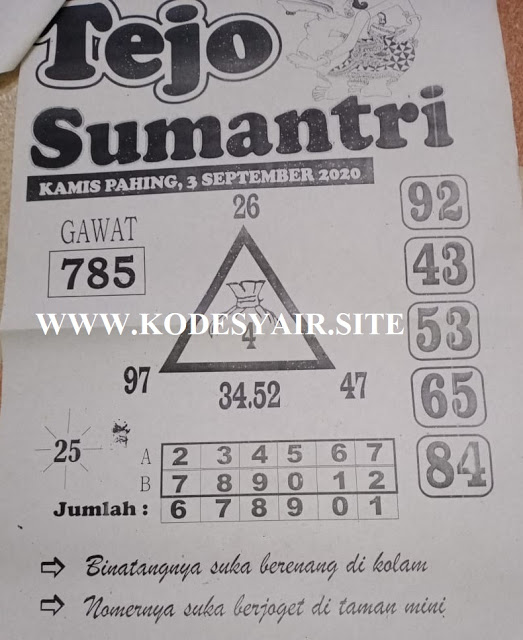 Tejo
Sumantri
KAMIS PAHING, 3 SEPTEMBER 2020
26
92
GAWAT
785
43
WWW.KODESYAIR.SITE
4
53
97
34.52
47
65
25
A 2 3 4 5 6 7
B 7 8 9 0 1 2
84
Jumlah : 6 7 8 9 0 1
⇨ Binatangnya suka berenang di kolam
⇨ Nomernya suka berjoget di taman mini